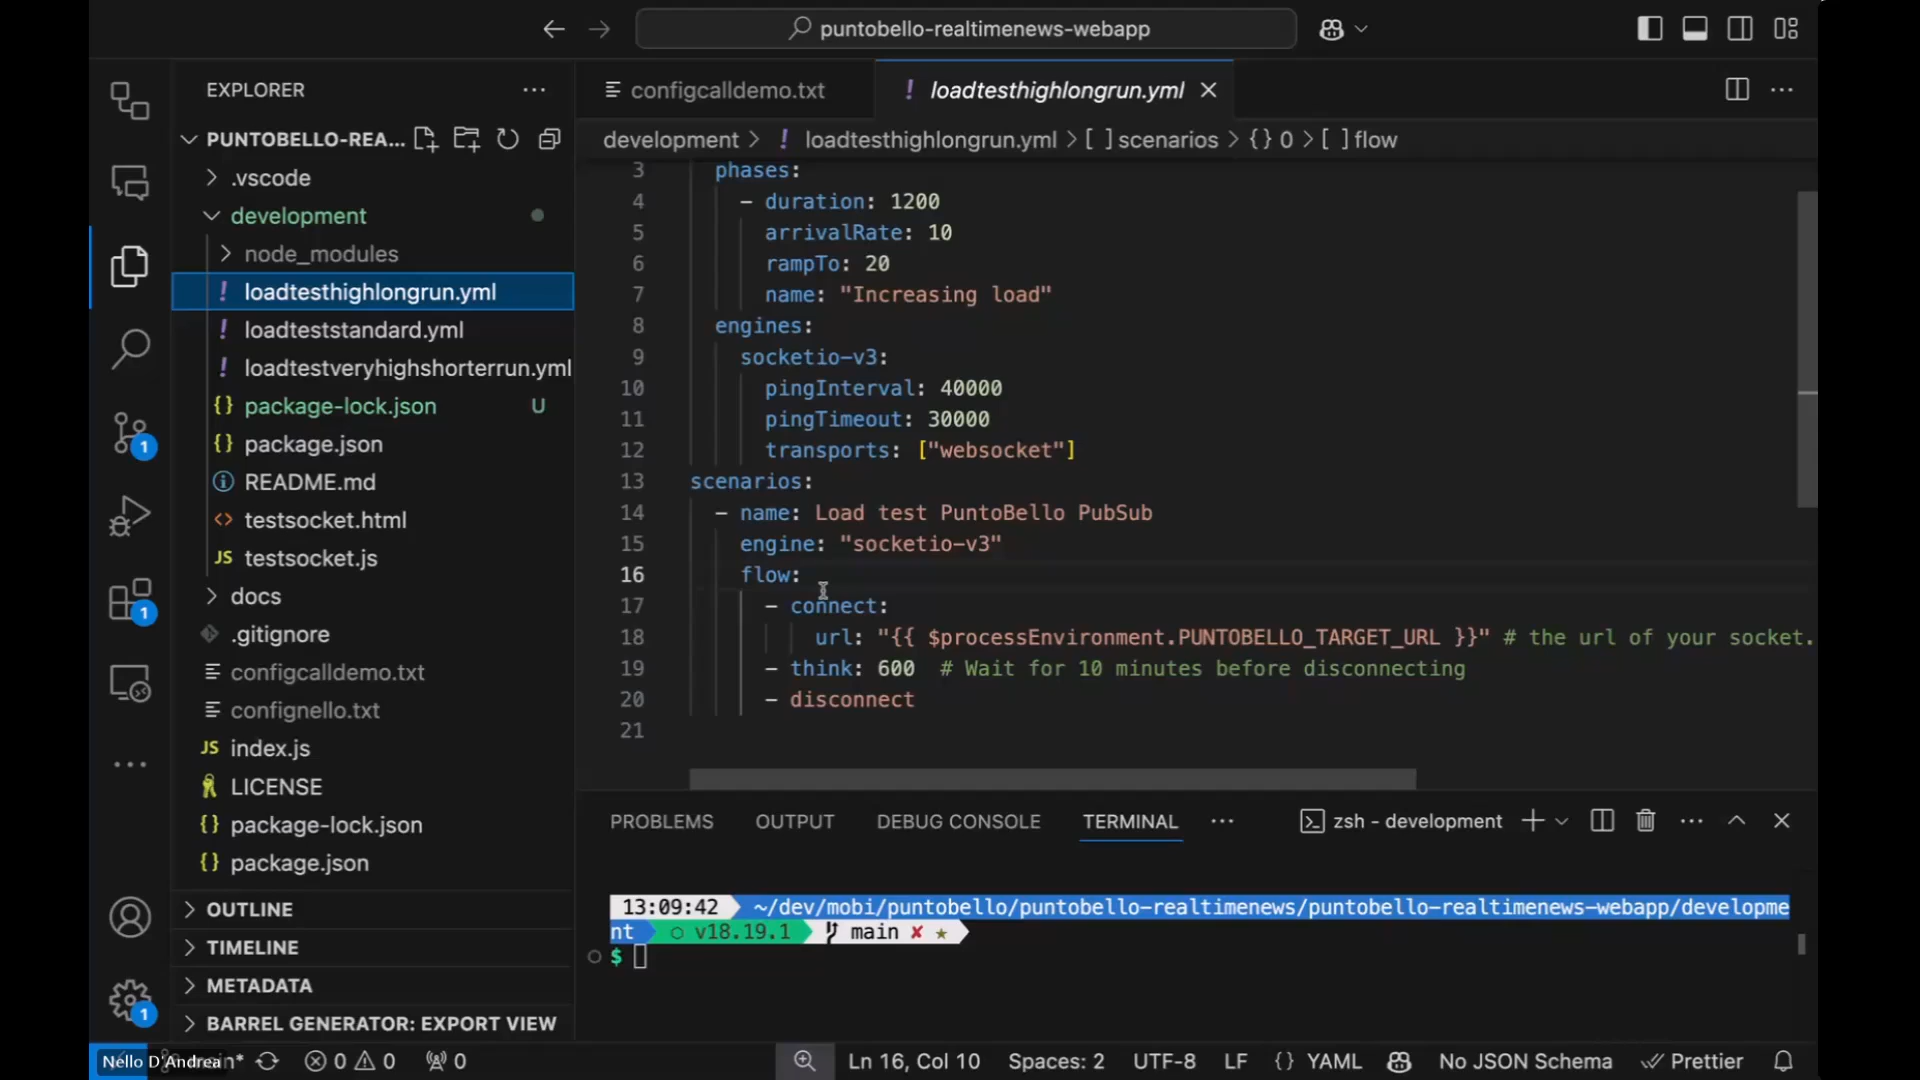 puntobello-realtimenews-webapp
EXPLORER
PUNTOBELLO-REA...
.vscode
development
node_modules
loadtesthighlongrun.yml
loadteststandard.yml
loadtestveryhighshorterrun.yml
package-lock.json U
package.json
README.md
testsocket.html
JS testsocket.js
docs
.gitignore
configcalldemo.txt
confignello.txt
JS index.js
LICENSE
package-lock.json
package.json
OUTLINE
TIMELINE
METADATA
BARREL GENERATOR: EXPORT VIEW
1
1
1
configcalldemo.txt
! loadtesthighlongrun.yml
development > ! loadtesthighlongrun.yml > [ ] scenarios > {} 0 > [ ] flow
3 phases:
4 - duration: 1200
5 arrivalRate: 10
6 rampTo: 20
7 name: "Increasing load"
8 engines:
9 socketio-v3:
10 pingInterval: 40000
11 pingTimeout: 30000
12 transports: ["websocket"]
13 scenarios:
14 - name: Load test PuntoBello PubSub
15 engine: "socketio-v3"
16 flow:
17 - connect:
18 url: "{{ $processEnvironment.PUNTOBELLO_TARGET_URL }}" # the url of your socket.
19 - think: 600 # Wait for 10 minutes before disconnecting
20 - disconnect
21
PROBLEMS OUTPUT DEBUG CONSOLE TERMINAL ... zsh - development
13:09:42 ~/dev/mobi/puntobello/puntobello-realtimenews/puntobello-realtimenews-webapp/developme
nt v18.19.1 main ✘ ★
$
Nello D'Andrea
0 0 0 Ln 16, Col 10 Spaces: 2 UTF-8 LF {} YAML No JSON Schema Prettier